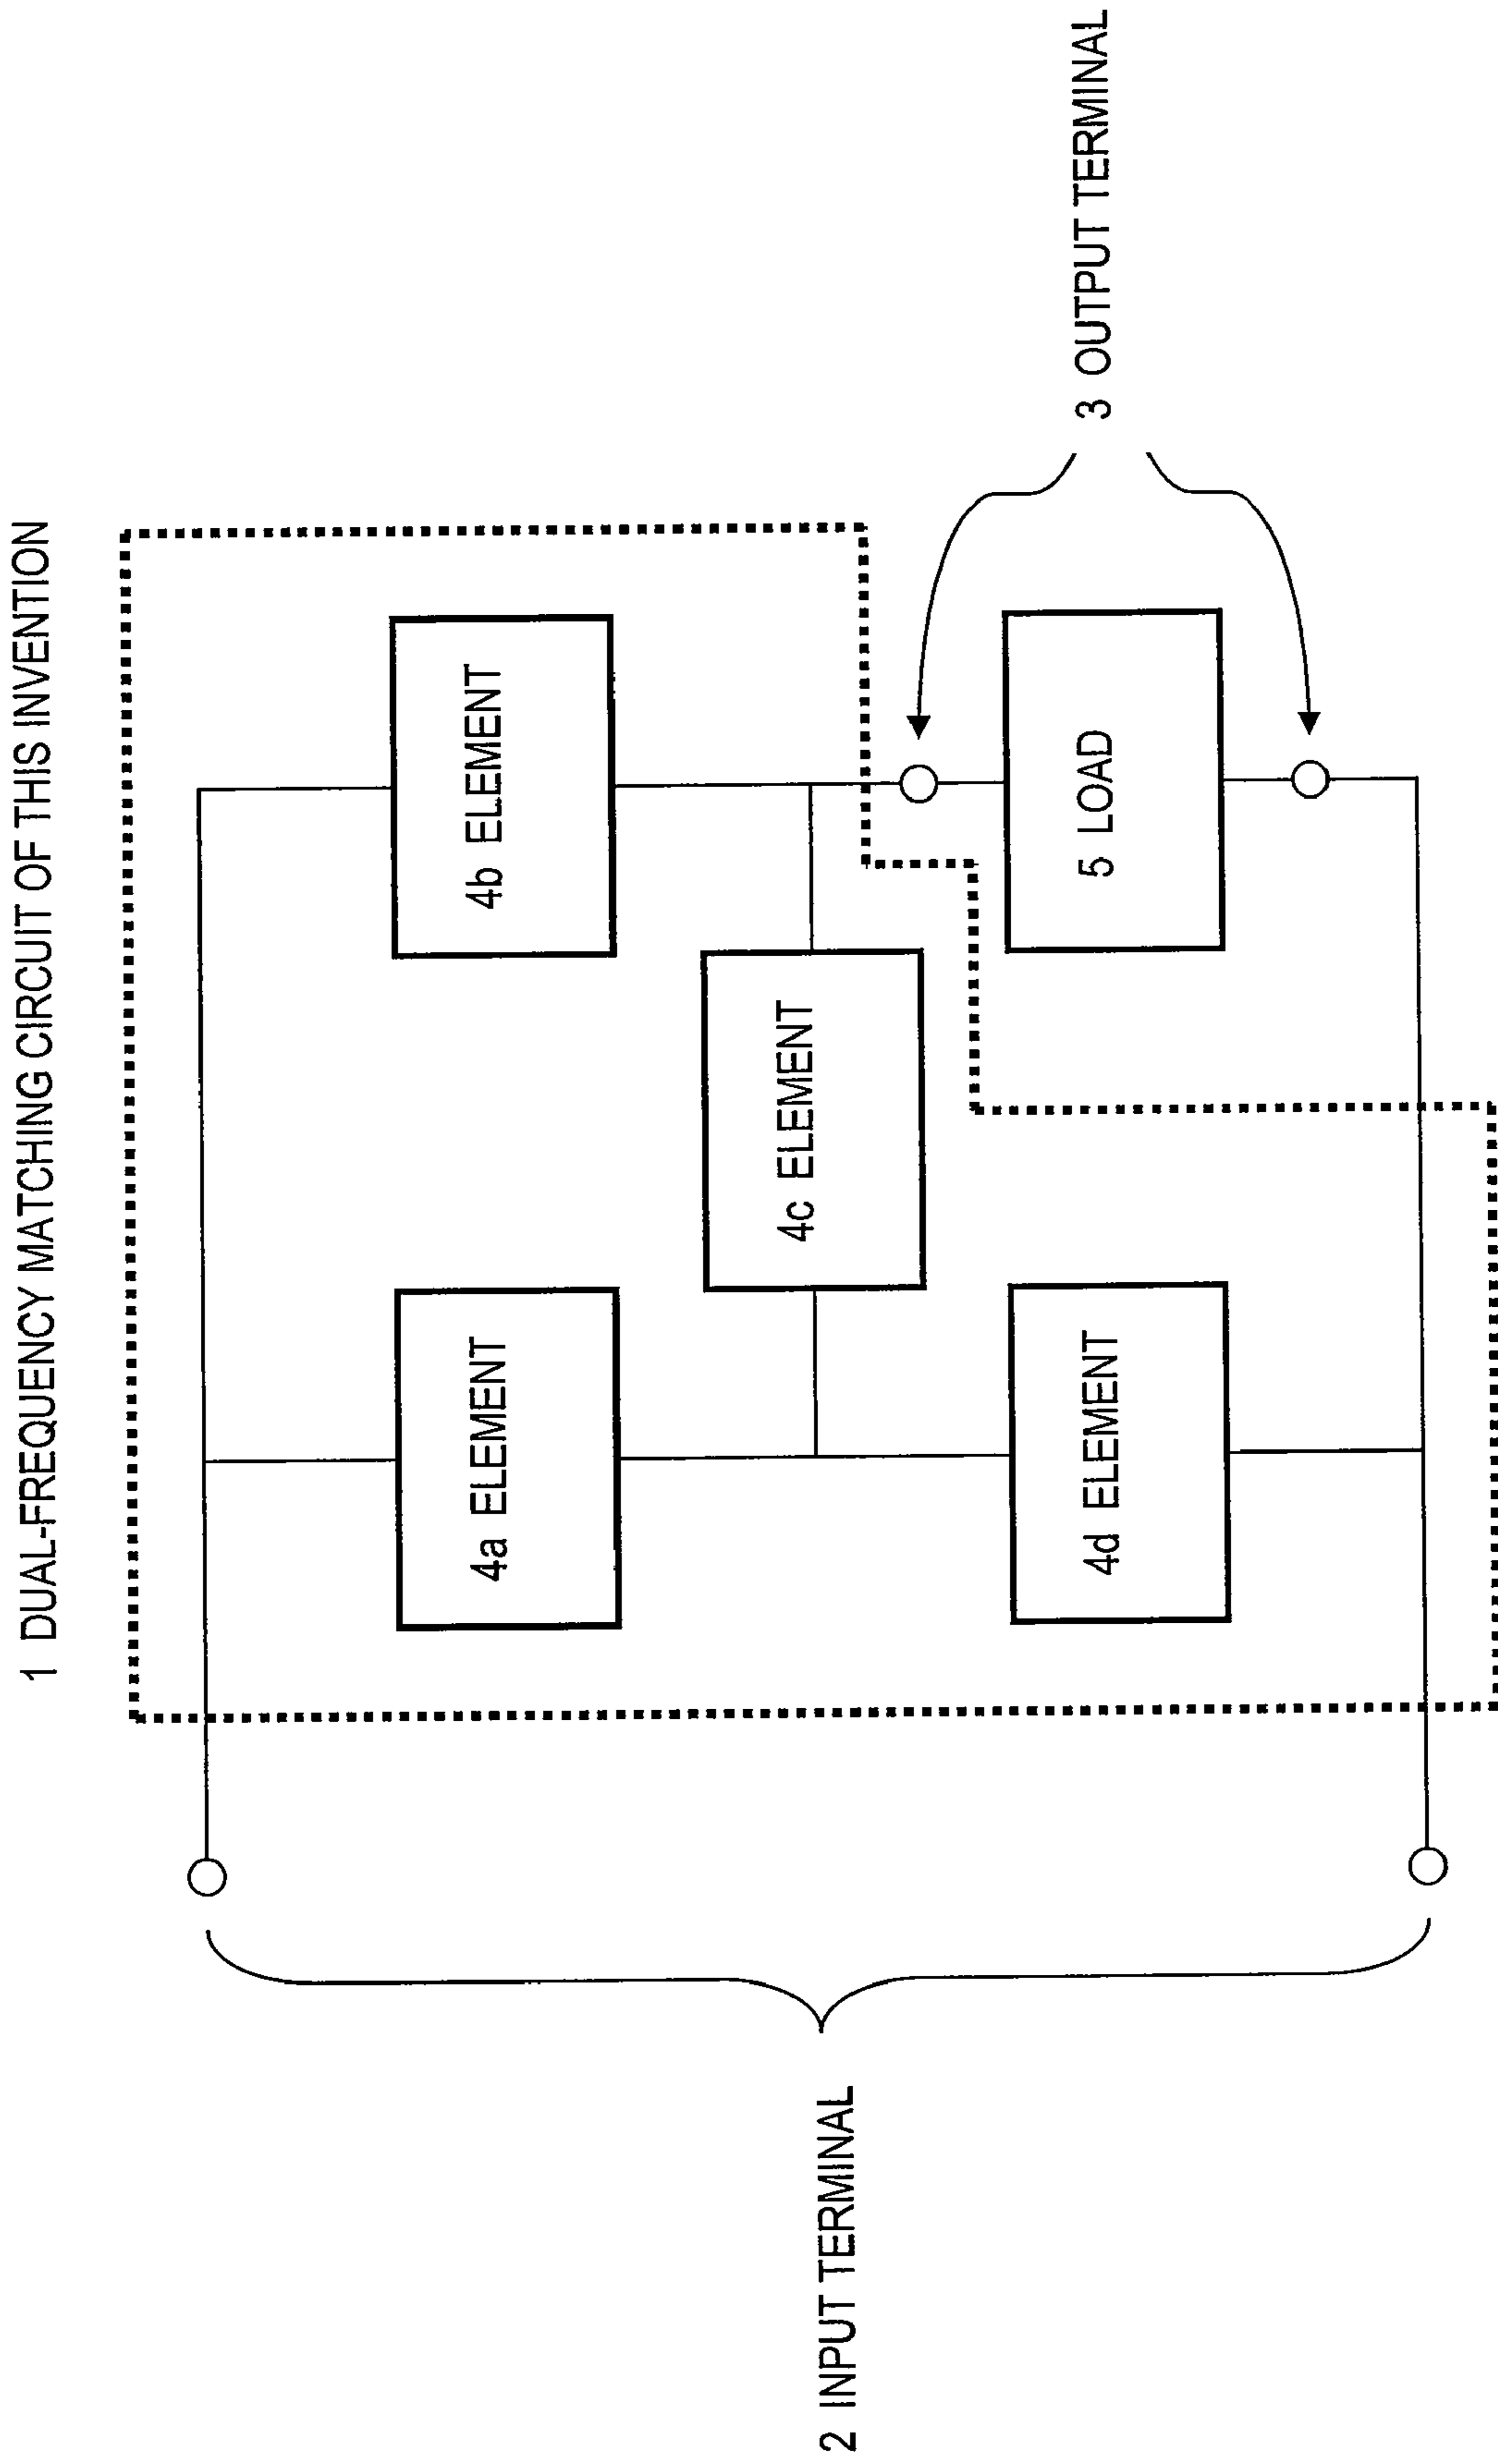 1 DUAL-FREQUENCY MATCHING CIRCUIT OF THIS INVENTION
4a ELEMENT
4b ELEMENT
4c ELEMENT
4d ELEMENT
5 LOAD
2 INPUT TERMINAL
3 OUTPUT TERMINAL